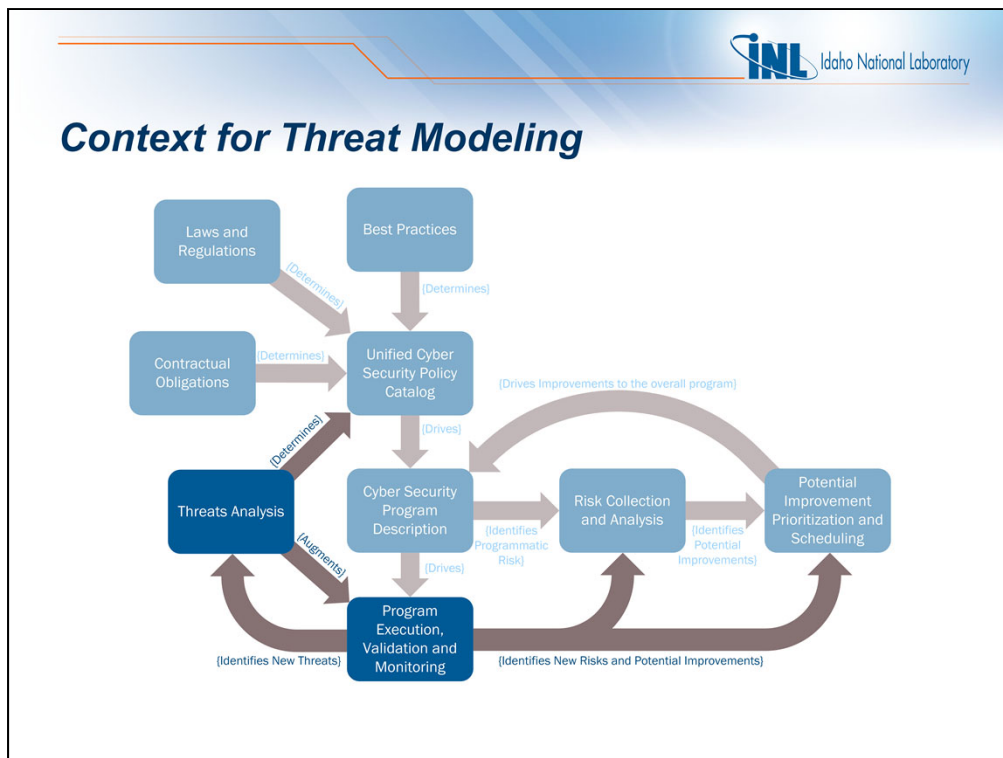 INL Idaho National Laboratory
Context for Threat Modeling
Laws and
Regulations
Best Practices
{Determines}
{Determines}
Contractual
Obligations
{Determines}
Unified Cyber
Security Policy
Catalog
{Drives Improvements to the overall program}
{Determines}
{Drives}
Threats Analysis
Cyber Security
Program
Description
{Identifies
Programmatic
Risk}
Risk Collection
and Analysis
{Identifies
Potential
Improvements}
Potential
Improvement
Prioritization and
Scheduling
{Augments}
{Drives}
Program
Execution,
Validation and
Monitoring
{Identifies New Threats}
{Identifies New Risks and Potential Improvements}